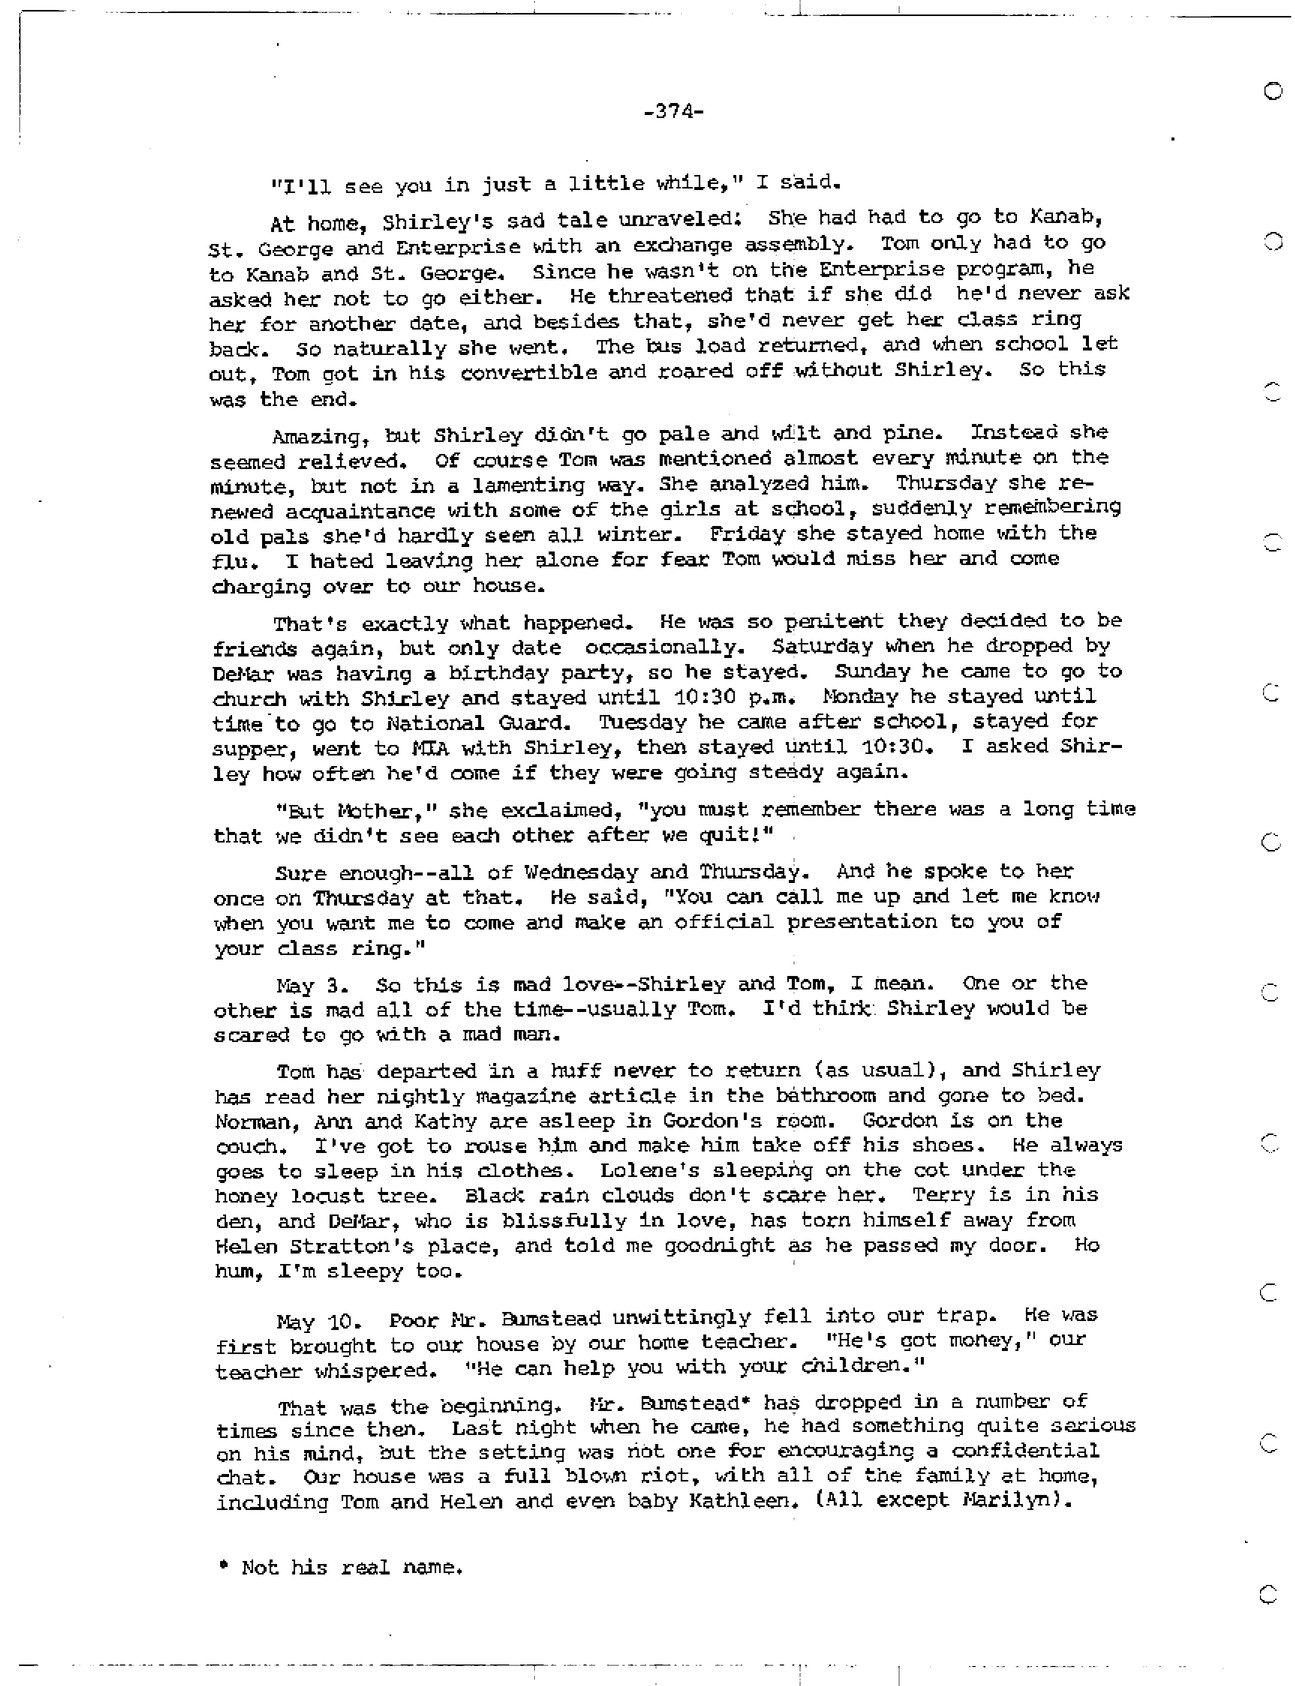 -374-
"I'll see you in just a little while," I said.
At home, Shirley's sad tale unraveled: She had had to go to Kanab,
St. George and Enterprise with an exchange assembly. Tom only had to go
to Kanab and St. George. Since he wasn't on the Enterprise program, he
asked her not to go either. He threatened that if she did he'd never ask
her for another date, and besides that, she'd never get her class ring
back. So naturally she went. The bus load returned, and when school let
out, Tom got in his convertible and roared off without Shirley. So this
was the end.
Amazing, but Shirley didn't go pale and wilt and pine. Instead she
seemed relieved. Of course Tom was mentioned almost every minute on the
minute, but not in a lamenting way. She analyzed him. Thursday she re-
newed acquaintance with some of the girls at school, suddenly remembering
old pals she'd hardly seen all winter. Friday she stayed home with the
flu. I hated leaving her alone for fear Tom would miss her and come
charging over to our house.
That's exactly what happened. He was so penitent they decided to be
friends again, but only date occasionally. Saturday when he dropped by
DeMar was having a birthday party, so he stayed. Sunday he came to go to
church with Shirley and stayed until 10:30 p.m. Monday he stayed until
time to go to National Guard. Tuesday he came after school, stayed for
supper, went to MIA with Shirley, then stayed until 10:30. I asked Shir-
ley how often he'd come if they were going steady again.
"But Mother," she exclaimed, "you must remember there was a long time
that we didn't see each other after we quit!"
Sure enough--all of Wednesday and Thursday. And he spoke to her
once on Thursday at that. He said, "You can call me up and let me know
when you want me to come and make an official presentation to you of
your class ring."
May 3. So this is mad love--Shirley and Tom, I mean. One or the
other is mad all of the time--usually Tom. I'd think Shirley would be
scared to go with a mad man.
Tom has departed in a huff never to return (as usual), and Shirley
has read her nightly magazine article in the bathroom and gone to bed.
Norman, Ann and Kathy are asleep in Gordon's room. Gordon is on the
couch. I've got to rouse him and make him take off his shoes. He always
goes to sleep in his clothes. Lolene's sleeping on the cot under the
honey locust tree. Black rain clouds don't scare her. Terry is in his
den, and DeMar, who is blissfully in love, has torn himself away from
Helen Stratton's place, and told me goodnight as he passed my door. Ho
hum, I'm sleepy too.
May 10. Poor Mr. Bumstead unwittingly fell into our trap. He was
first brought to our house by our home teacher. "He's got money," our
teacher whispered. "He can help you with your children."
That was the beginning. Mr. Bumstead* has dropped in a number of
times since then. Last night when he came, he had something quite serious
on his mind, but the setting was not one for encouraging a confidential
chat. Our house was a full blown riot, with all of the family at home,
including Tom and Helen and even baby Kathleen. (All except Marilyn).
* Not his real name.